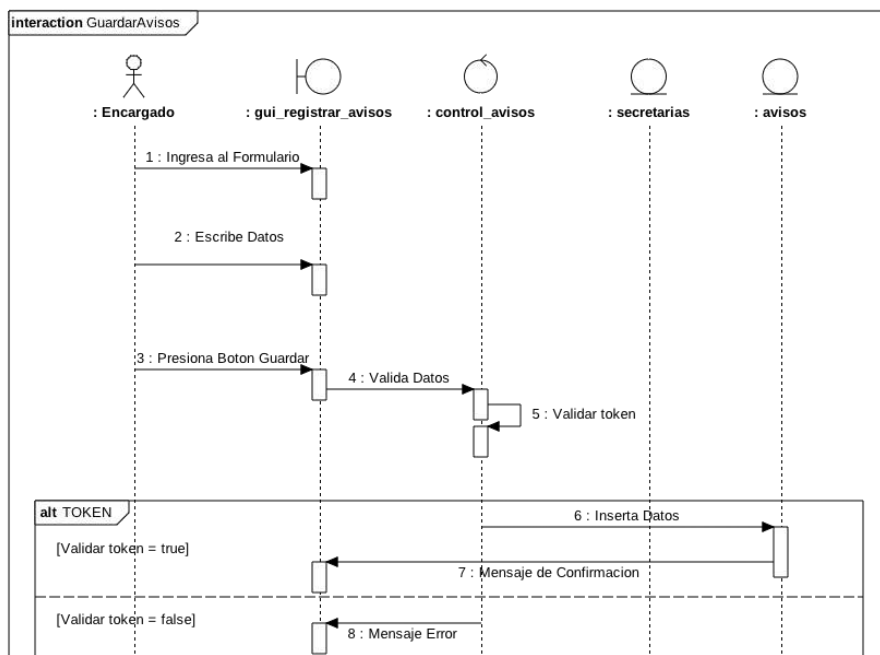 interaction GuardarAvisos
: Encargado
: gui_registrar_avisos
: control_avisos
: secretarias
: avisos
1 : Ingresa al Formulario
2 : Escribe Datos
3 : Presiona Boton Guardar
4 : Valida Datos
5 : Validar token
alt TOKEN
6 : Inserta Datos
[Validar token = true]
7 : Mensaje de Confirmacion
[Validar token = false]
8 : Mensaje Error